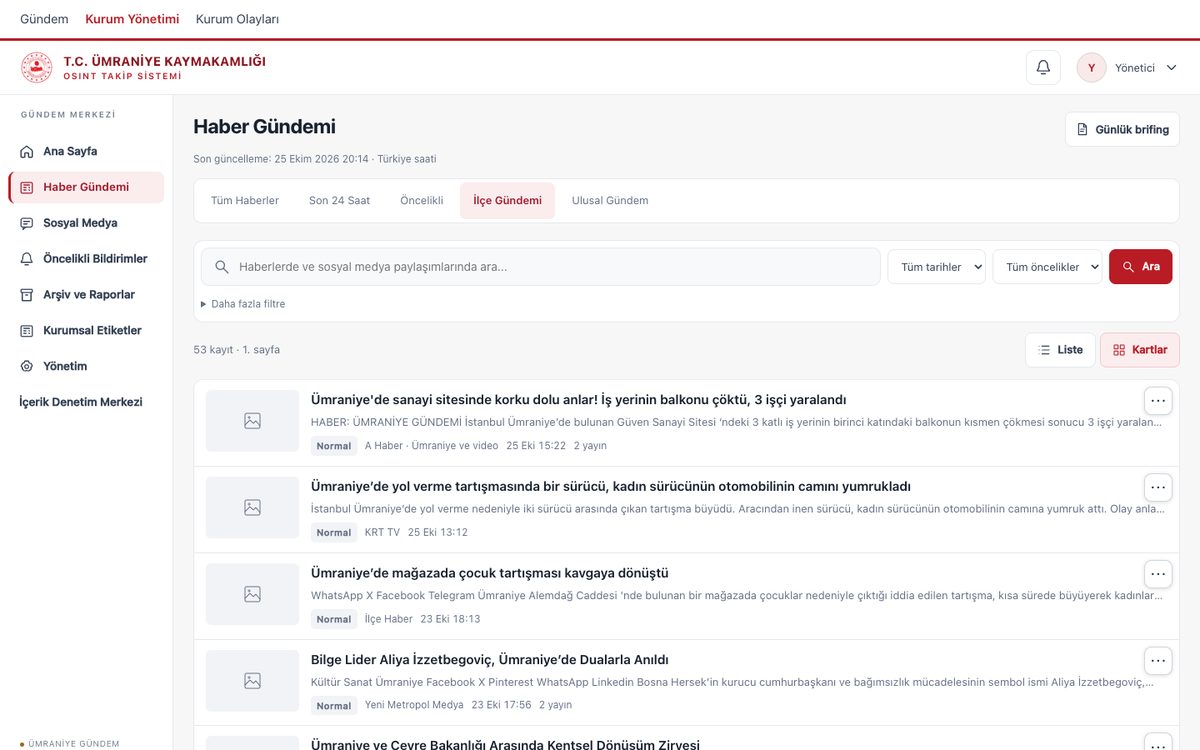 Gündem Kurum Yönetimi Kurum Olayları
T.C. ÜMRANİYE KAYMAKAMLIĞI
OSINT TAKİP SİSTEMİ
Y Yönetici
GÜNDEM MERKEZİ
Ana Sayfa
Haber Gündemi
Sosyal Medya
Öncelikli Bildirimler
Arşiv ve Raporlar
Kurumsal Etiketler
Yönetim
İçerik Denetim Merkezi
ÜMRANİYE GÜNDEM
Haber Gündemi
Günlük brifing
Son güncelleme: 25 Ekim 2026 20:14 · Türkiye saati
Tüm Haberler Son 24 Saat Öncelikli İlçe Gündemi Ulusal Gündem
Haberlerde ve sosyal medya paylaşımlarında ara... Tüm tarihler Tüm öncelikler Ara
Daha fazla filtre
53 kayıt · 1. sayfa Liste Kartlar
Ümraniye'de sanayi sitesinde korku dolu anlar! İş yerinin balkonu çöktü, 3 işçi yaralandı
HABER: ÜMRANİYE GÜNDEMİ İstanbul Ümraniye'de bulunan Güven Sanayi Sitesi 'ndeki 3 katlı iş yerinin birinci katındaki balkonun kısmen çökmesi sonucu 3 işçi yaralan...
Normal A Haber · Ümraniye ve video 25 Eki 15:22 2 yayın
Ümraniye’de yol verme tartışmasında bir sürücü, kadın sürücünün otomobilinin camını yumrukladı
İstanbul Ümraniye’de yol verme nedeniyle iki sürücü arasında çıkan tartışma büyüdü. Aracından inen sürücü, kadın sürücünün otomobilinin camına yumruk attı. Olay anla...
Normal KRT TV 25 Eki 13:12
Ümraniye’de mağazada çocuk tartışması kavgaya dönüştü
WhatsApp X Facebook Telegram Ümraniye Alemdağ Caddesi 'nde bulunan bir mağazada çocuklar nedeniyle çıktığı iddia edilen tartışma, kısa sürede büyüyerek kadınlar...
Normal İlçe Haber 23 Eki 18:13
Bilge Lider Aliya İzzetbegoviç, Ümraniye’de Dualarla Anıldı
Kültür Sanat Ümraniye Facebook X Pinterest WhatsApp Linkedin Bosna Hersek’in kurucu cumhurbaşkanı ve bağımsızlık mücadelesinin sembol ismi Aliya İzzetbegoviç,...
Normal Yeni Metropol Medya 23 Eki 17:56 2 yayın
Ümraniye ve Çevre Bakanlığı Arasında Kentsel Dönüşüm Zirvesi